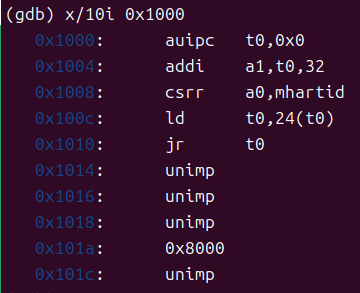 (gdb) x/10i 0x1000
0x1000: auipc t0,0x0
0x1004: addi a1,t0,32
0x1008: csrr a0,mhartid
0x100c: ld t0,24(t0)
0x1010: jr t0
0x1014: unimp
0x1016: unimp
0x1018: unimp
0x101a: 0x8000
0x101c: unimp